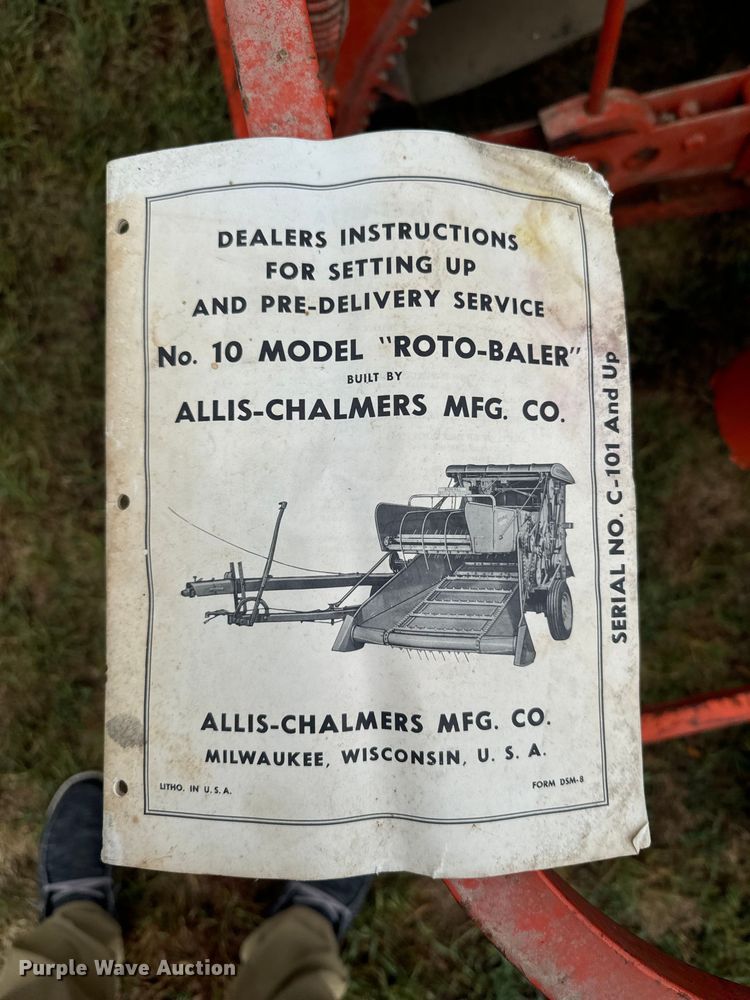 DEALERS INSTRUCTIONS
FOR SETTING UP
AND PRE-DELIVERY SERVICE
No. 10 MODEL "ROTO-BALER"
BUILT BY
ALLIS-CHALMERS MFG. CO.
SERIAL NO. C-101 And Up
ALLIS-CHALMERS MFG. CO.
MILWAUKEE, WISCONSIN, U. S. A.
LITHO. IN U. S. A.
FORM DSM-8
Purple Wave Auction